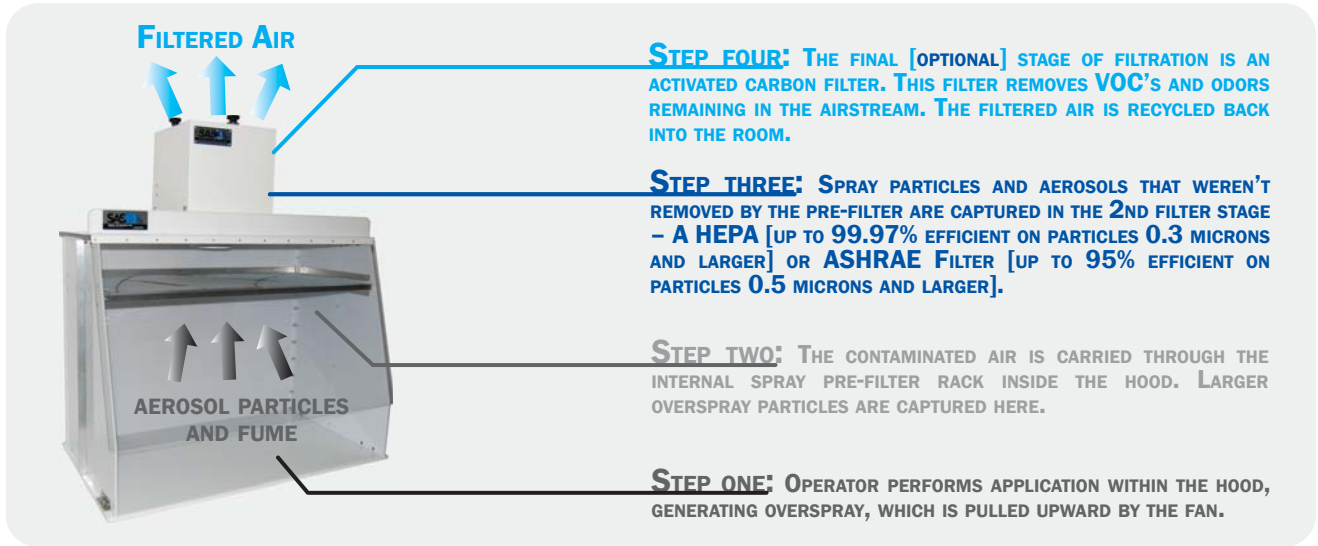 FILTERED AIR
STEP FOUR: THE FINAL [OPTIONAL] STAGE OF FILTRATION IS AN
ACTIVATED CARBON FILTER. THIS FILTER REMOVES VOC'S AND ODORS
REMAINING IN THE AIRSTREAM. THE FILTERED AIR IS RECYCLED BACK
INTO THE ROOM.
SAS
STEP THREE: SPRAY PARTICLES AND AEROSOLS THAT WEREN'T
REMOVED BY THE PRE-FILTER ARE CAPTURED IN THE 2ND FILTER STAGE
– A HEPA [UP TO 99.97% EFFICIENT ON PARTICLES 0.3 MICRONS
AND LARGER] OR ASHRAE FILTER [UP TO 95% EFFICIENT ON
PARTICLES 0.5 MICRONS AND LARGER].
SAS
STEP TWO: THE CONTAMINATED AIR IS CARRIED THROUGH THE
INTERNAL SPRAY PRE-FILTER RACK INSIDE THE HOOD. LARGER
OVERSPRAY PARTICLES ARE CAPTURED HERE.
AEROSOL PARTICLES
AND FUME
STEP ONE: OPERATOR PERFORMS APPLICATION WITHIN THE HOOD,
GENERATING OVERSPRAY, WHICH IS PULLED UPWARD BY THE FAN.